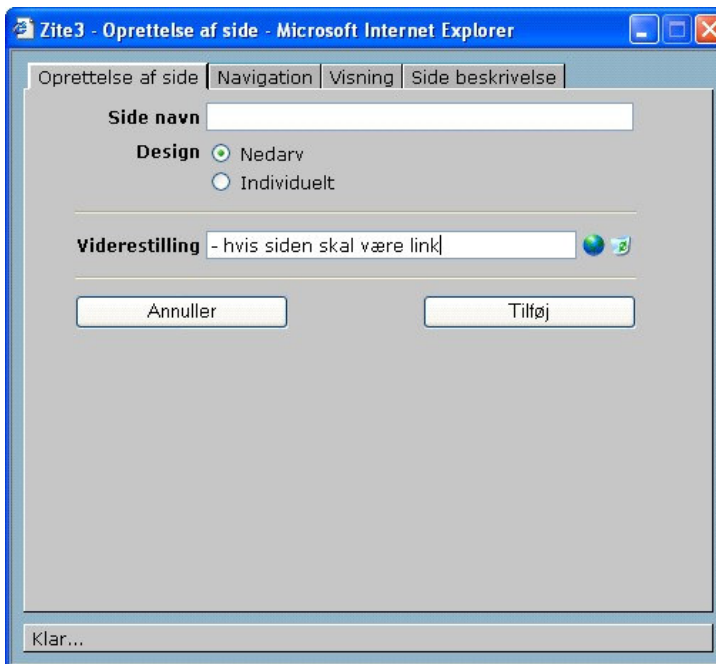 Zite3 - Oprettelse af side - Microsoft Internet Explorer
Oprettelse af side Navigation Visning Side beskrivelse
Side navn
Design Nedarv
Individuelt
Viderestilling - hvis siden skal være link
Annuller Tilføj
Klar...